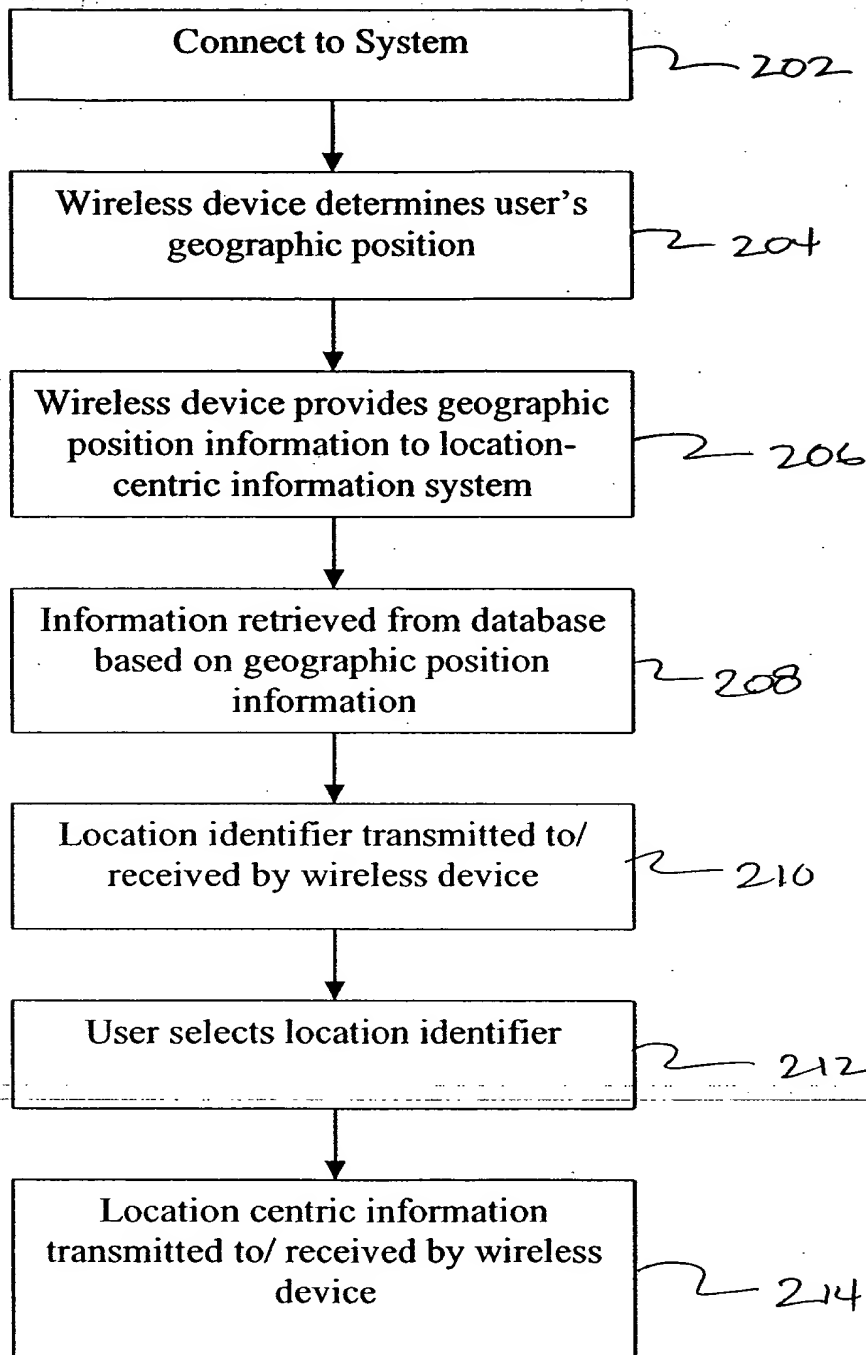 Connect to System
202
Wireless device determines user's
geographic position
204
Wireless device provides geographic
position information to location-
centric information system
206
Information retrieved from database
based on geographic position
information
208
Location identifier transmitted to/
received by wireless device
210
User selects location identifier
212
Location centric information
transmitted to/ received by wireless
device
214